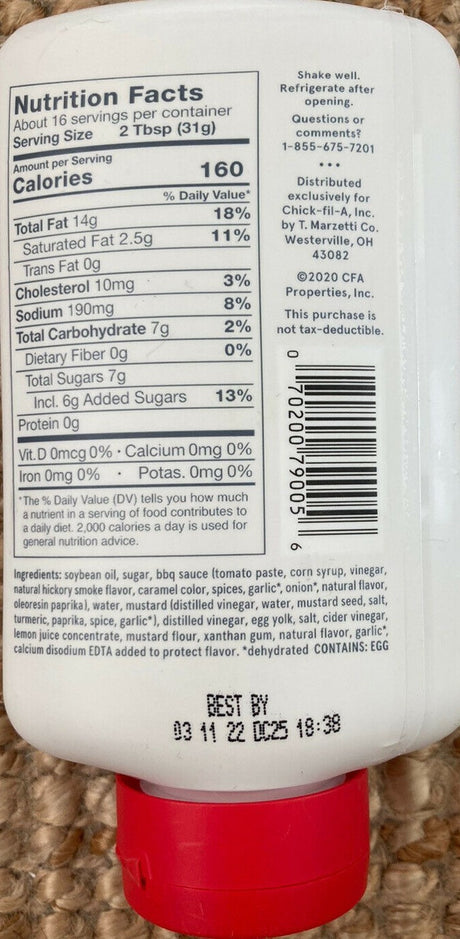 Nutrition Facts
About 16 servings per container
Serving Size 2 Tbsp (31g)
Amount per Serving
Calories 160
% Daily Value*
Total Fat 14g 18%
Saturated Fat 2.5g 11%
Trans Fat 0g
Cholesterol 10mg 3%
Sodium 190mg 8%
Total Carbohydrate 7g 2%
Dietary Fiber 0g 0%
Total Sugars 7g
Incl. 6g Added Sugars 13%
Protein 0g
Vit.D 0mcg 0% · Calcium 0mg 0%
Iron 0mg 0% · Potas. 0mg 0%
*The % Daily Value (DV) tells you how much
a nutrient in a serving of food contributes to
a daily diet. 2,000 calories a day is used for
general nutrition advice.
Shake well.
Refrigerate after
opening.
Questions or
comments?
1-855-675-7201
•••
Distributed
exclusively for
Chick-fil-A, Inc.
by T. Marzetti Co.
Westerville, OH
43082
©2020 CFA
Properties, Inc.
This purchase is
not tax-deductible.
0 70200 79005 6
Ingredients: soybean oil, sugar, bbq sauce (tomato paste, corn syrup, vinegar,
natural hickory smoke flavor, caramel color, spices, garlic*, onion*, natural flavor,
oleoresin paprika), water, mustard (distilled vinegar, water, mustard seed, salt,
turmeric, paprika, spice, garlic*), distilled vinegar, egg yolk, salt, cider vinegar,
lemon juice concentrate, mustard flour, xanthan gum, natural flavor, garlic*,
calcium disodium EDTA added to protect flavor. *dehydrated CONTAINS: EGG
BEST BY
03 11 22 DC25 18:38